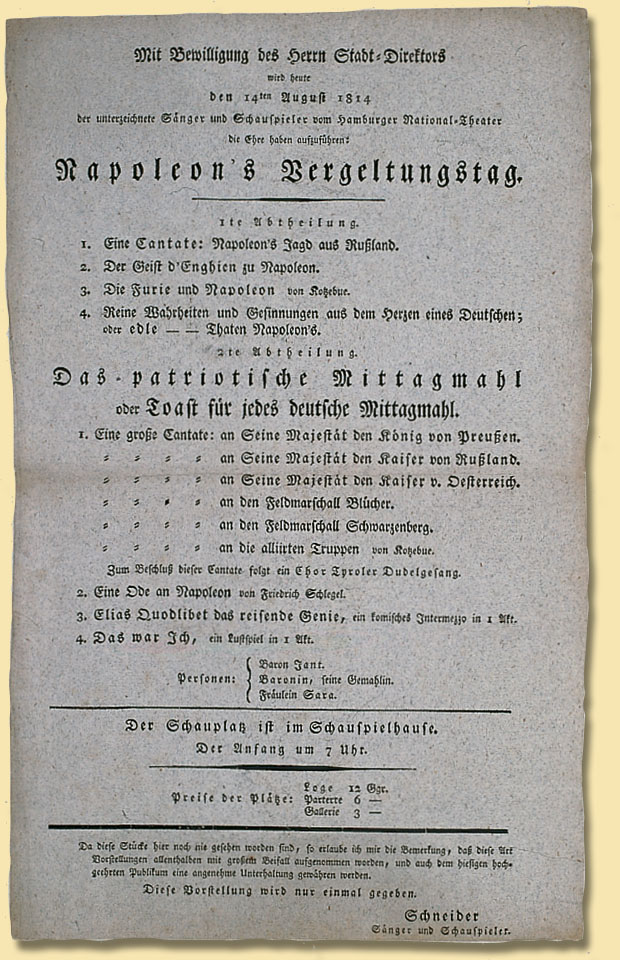 Mit Bewilligung des Herrn Stadt-Direktors
wird heute
den 14ten August 1814
der unterzeichnete Sänger und Schauspieler vom Hamburger National-Theater
die Ehre haben aufzuführen:
Napoleon's Vergeltungstag.
1te Abtheilung.
1. Eine Cantate: Napoleon's Jagd aus Rußland.
2. Der Geist d'Enghien zu Napoleon.
3. Die Furie und Napoleon von Kotzebue.
4. Reine Wahrheiten und Gesinnungen aus dem Herzen eines Deutschen;
oder edle — — Thaten Napoleon's.
2te Abtheilung.
Das patriotische Mittagmahl
oder Toast für jedes deutsche Mittagmahl.
1. Eine große Cantate: an Seine Majestät den König von Preußen.
= = = = an Seine Majestät den Kaiser von Rußland.
= = = = an Seine Majestät den Kaiser v. Oesterreich.
= = = = an den Feldmarschall Blücher.
= = = = an den Feldmarschall Schwarzenberg.
= = = = an die alliirten Truppen von Kotzebue.
Zum Beschluß dieser Cantate folgt ein Chor Tyroler Dudelgesang.
2. Eine Ode an Napoleon von Friedrich Schlegel.
3. Elias Quodlibet das reisende Genie, ein komisches Intermezzo in 1 Akt.
4. Das war Ich, ein Lustspiel in 1 Akt.
Personen: { Baron Jant.
Baronin, seine Gemahlin.
Fräulein Sara.
Der Schauplatz ist im Schauspielhause.
Der Anfang um 7 Uhr.
Preise der Plätze: Loge 12 Ggr.
Parterre 6 —
Gallerie 3 —
Da diese Stücke hier noch nie gesehen worden sind, so erlaube ich mir die Bemerkung, daß diese Art
Vorstellungen allenthalben mit großem Beifall aufgenommen worden, und auch dem hiesigen hoch-
geehrten Publikum eine angenehme Unterhaltung gewähren werden.
Diese Vorstellung wird nur einmal gegeben.
Schneider
Sänger und Schauspieler.